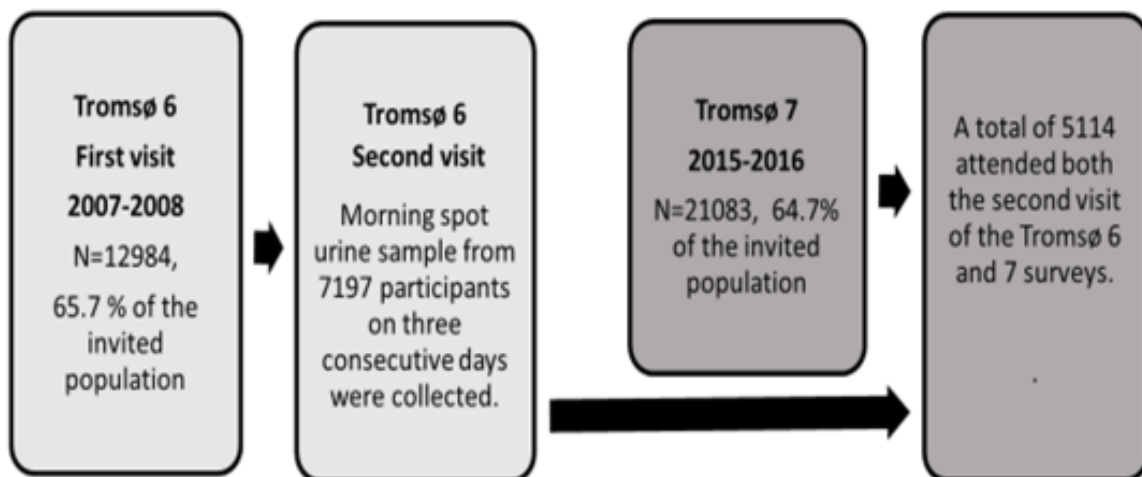 Tromsø 6
First visit
2007-2008
N=12984,
65.7 % of the
invited
population
Tromsø 6
Second visit
Morning spot
urine sample from
7197 participants
on three
consecutive days
were collected.
Tromsø 7
2015-2016
N=21083, 64.7%
of the invited
population
A total of 5114
attended both
the second visit
of the Tromsø 6
and 7 surveys.
.